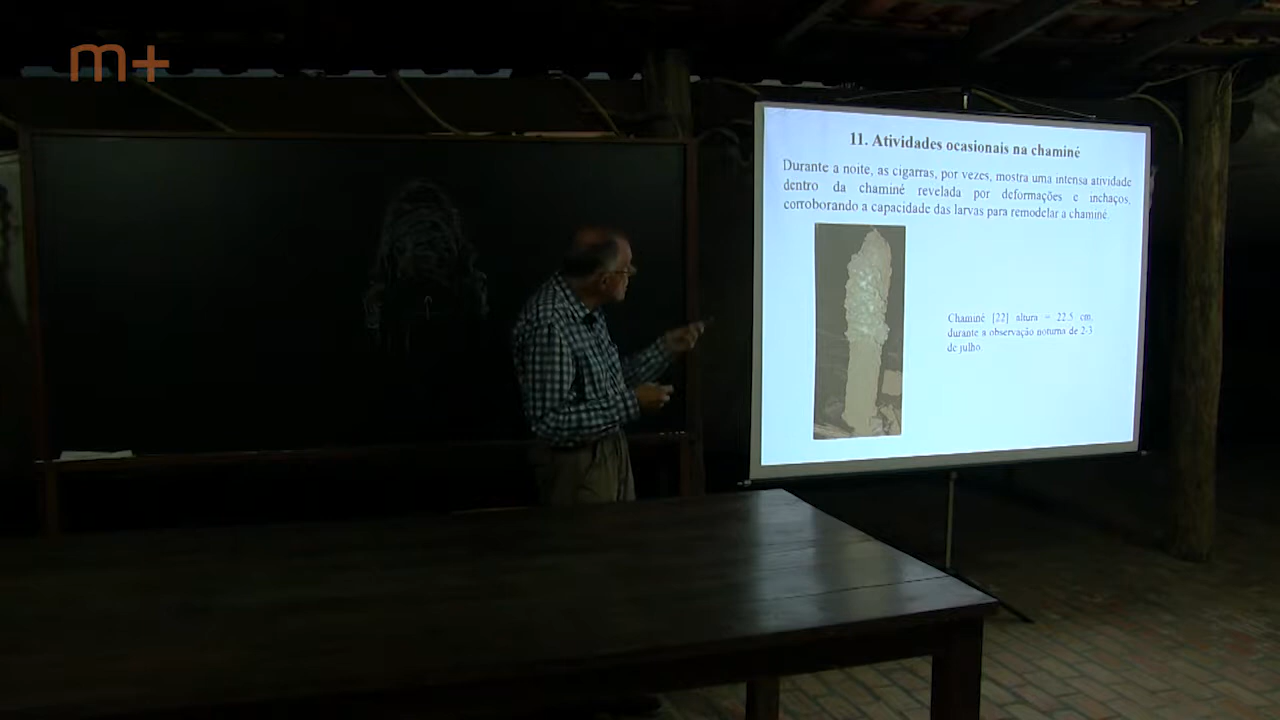 m+
11. Atividades ocasionais na chaminé
Durante a noite, as cigarras, por vezes, mostra uma intensa atividade
dentro da chaminé revelada por deformações e inchaços,
corroborando a capacidade das larvas para remodelar a chaminé.
Chaminé [22] altura = 22.5 cm,
durante a observação noturna de 2-3
de julho